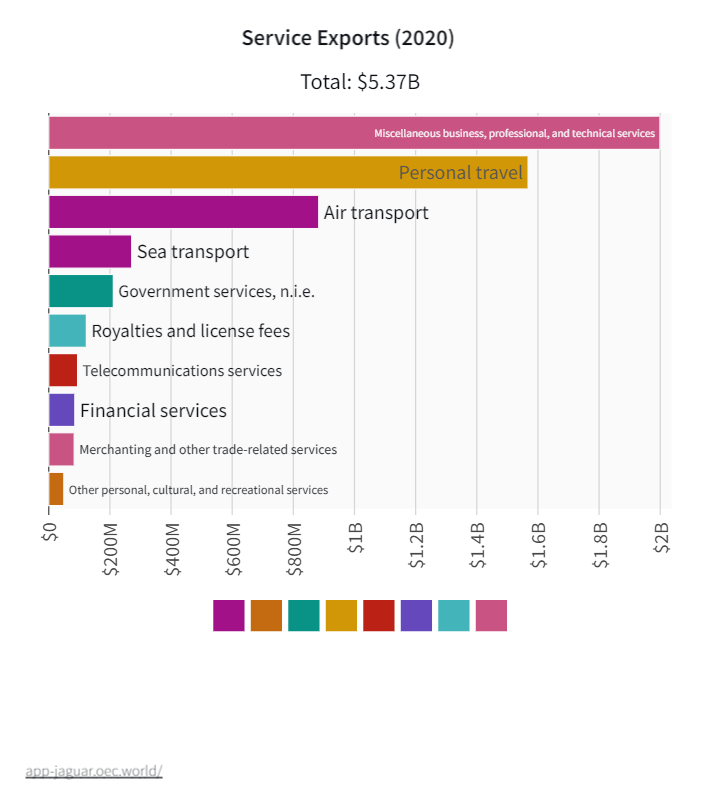 Service Exports (2020)
Total: $5.37B
Miscellaneous business, professional, and technical services
Personal travel
Air transport
Sea transport
Government services, n.i.e.
Royalties and license fees
Telecommunications services
Financial services
Merchanting and other trade-related services
Other personal, cultural, and recreational services
$0
$200M
$400M
$600M
$800M
$1B
$1.2B
$1.4B
$1.6B
$1.8B
$2B
app-jaguar.oec.world/